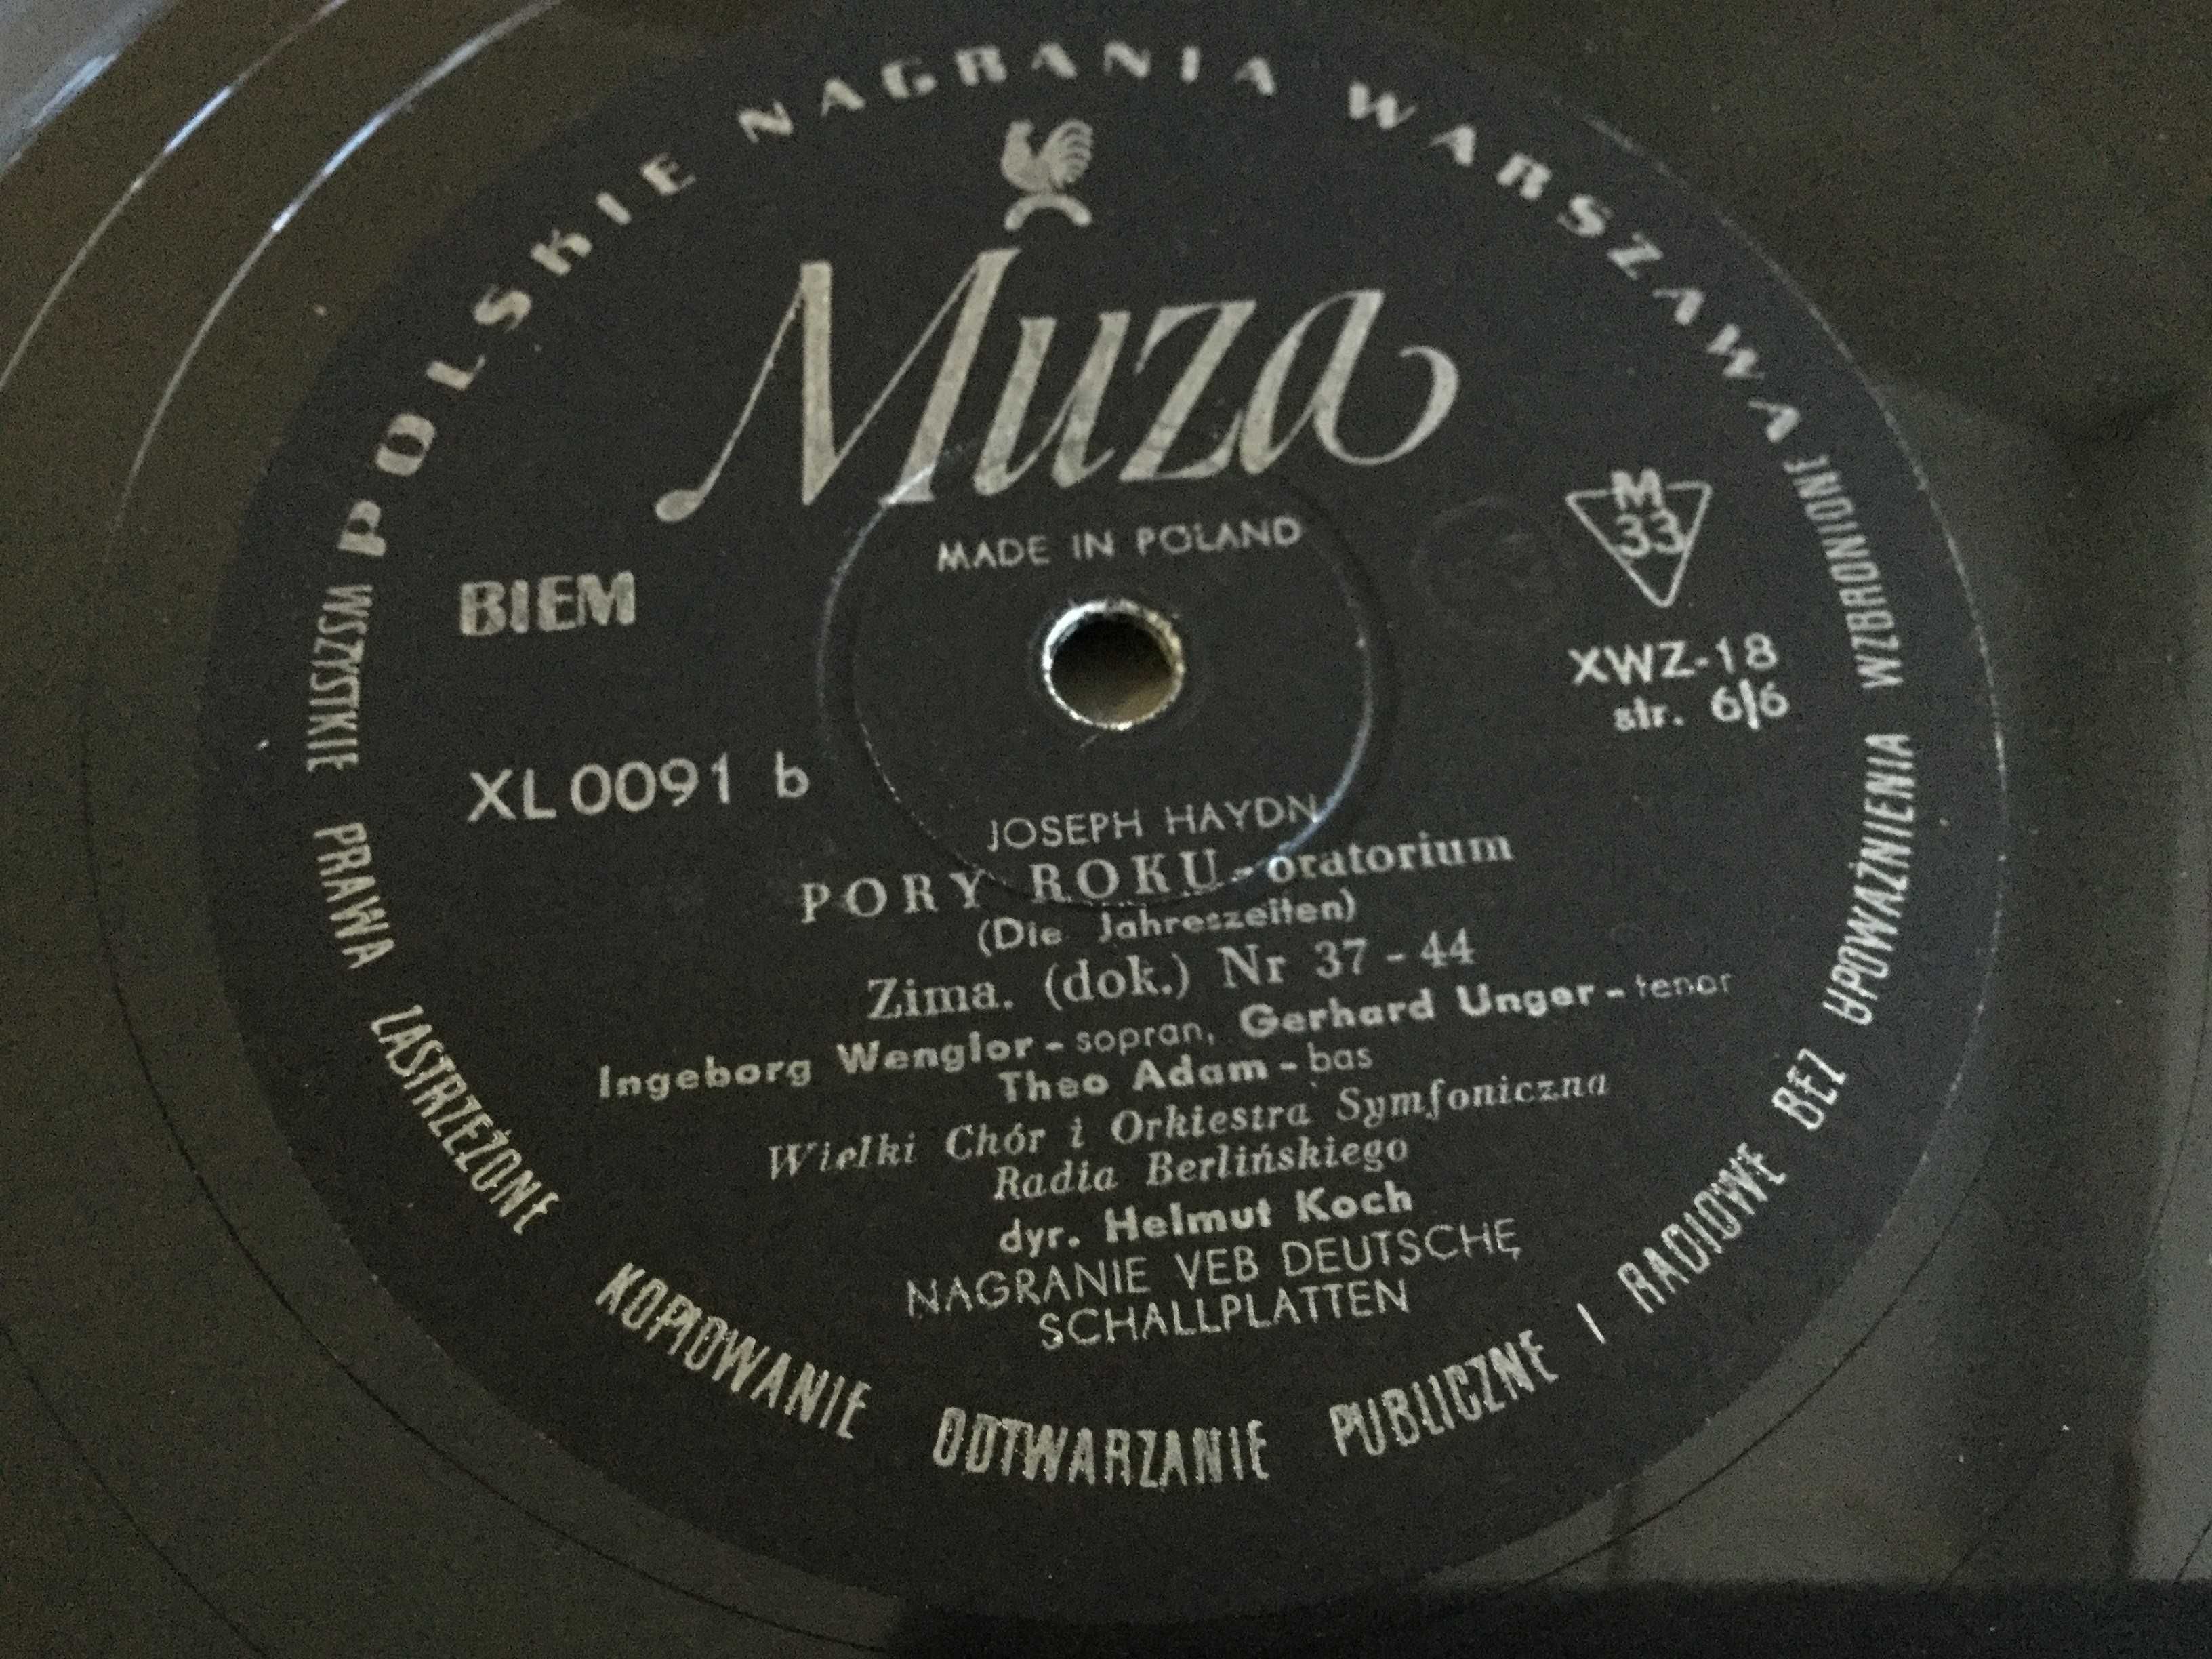 POLSKIE NAGRANIA WARSZAWA
Muza
MADE IN POLAND
BIEM
M
33
XWZ-18
str. 6/6
XL0091 b
JOSEPH HAYDN
PORY ROKU-oratorium
(Die Jahreszeiten)
Zima. (dok.) Nr 37 - 44
Ingeborg Wenglor - sopran, Gerhard Unger - tenor
Theo Adam - bas
Wielki Chór i Orkiestra Symfoniczna
Radia Berlińskiego
dyr. Helmut Koch
NAGRANIE VEB DEUTSCHE
SCHALLPLATTEN
WSZYSTKIE PRAWA ZASTRZEŻONE KOPIOWANIE ODTWARZANIE PUBLICZNE I RADIOWE BEZ UPOWAŻNIENIA WZBRONIONE